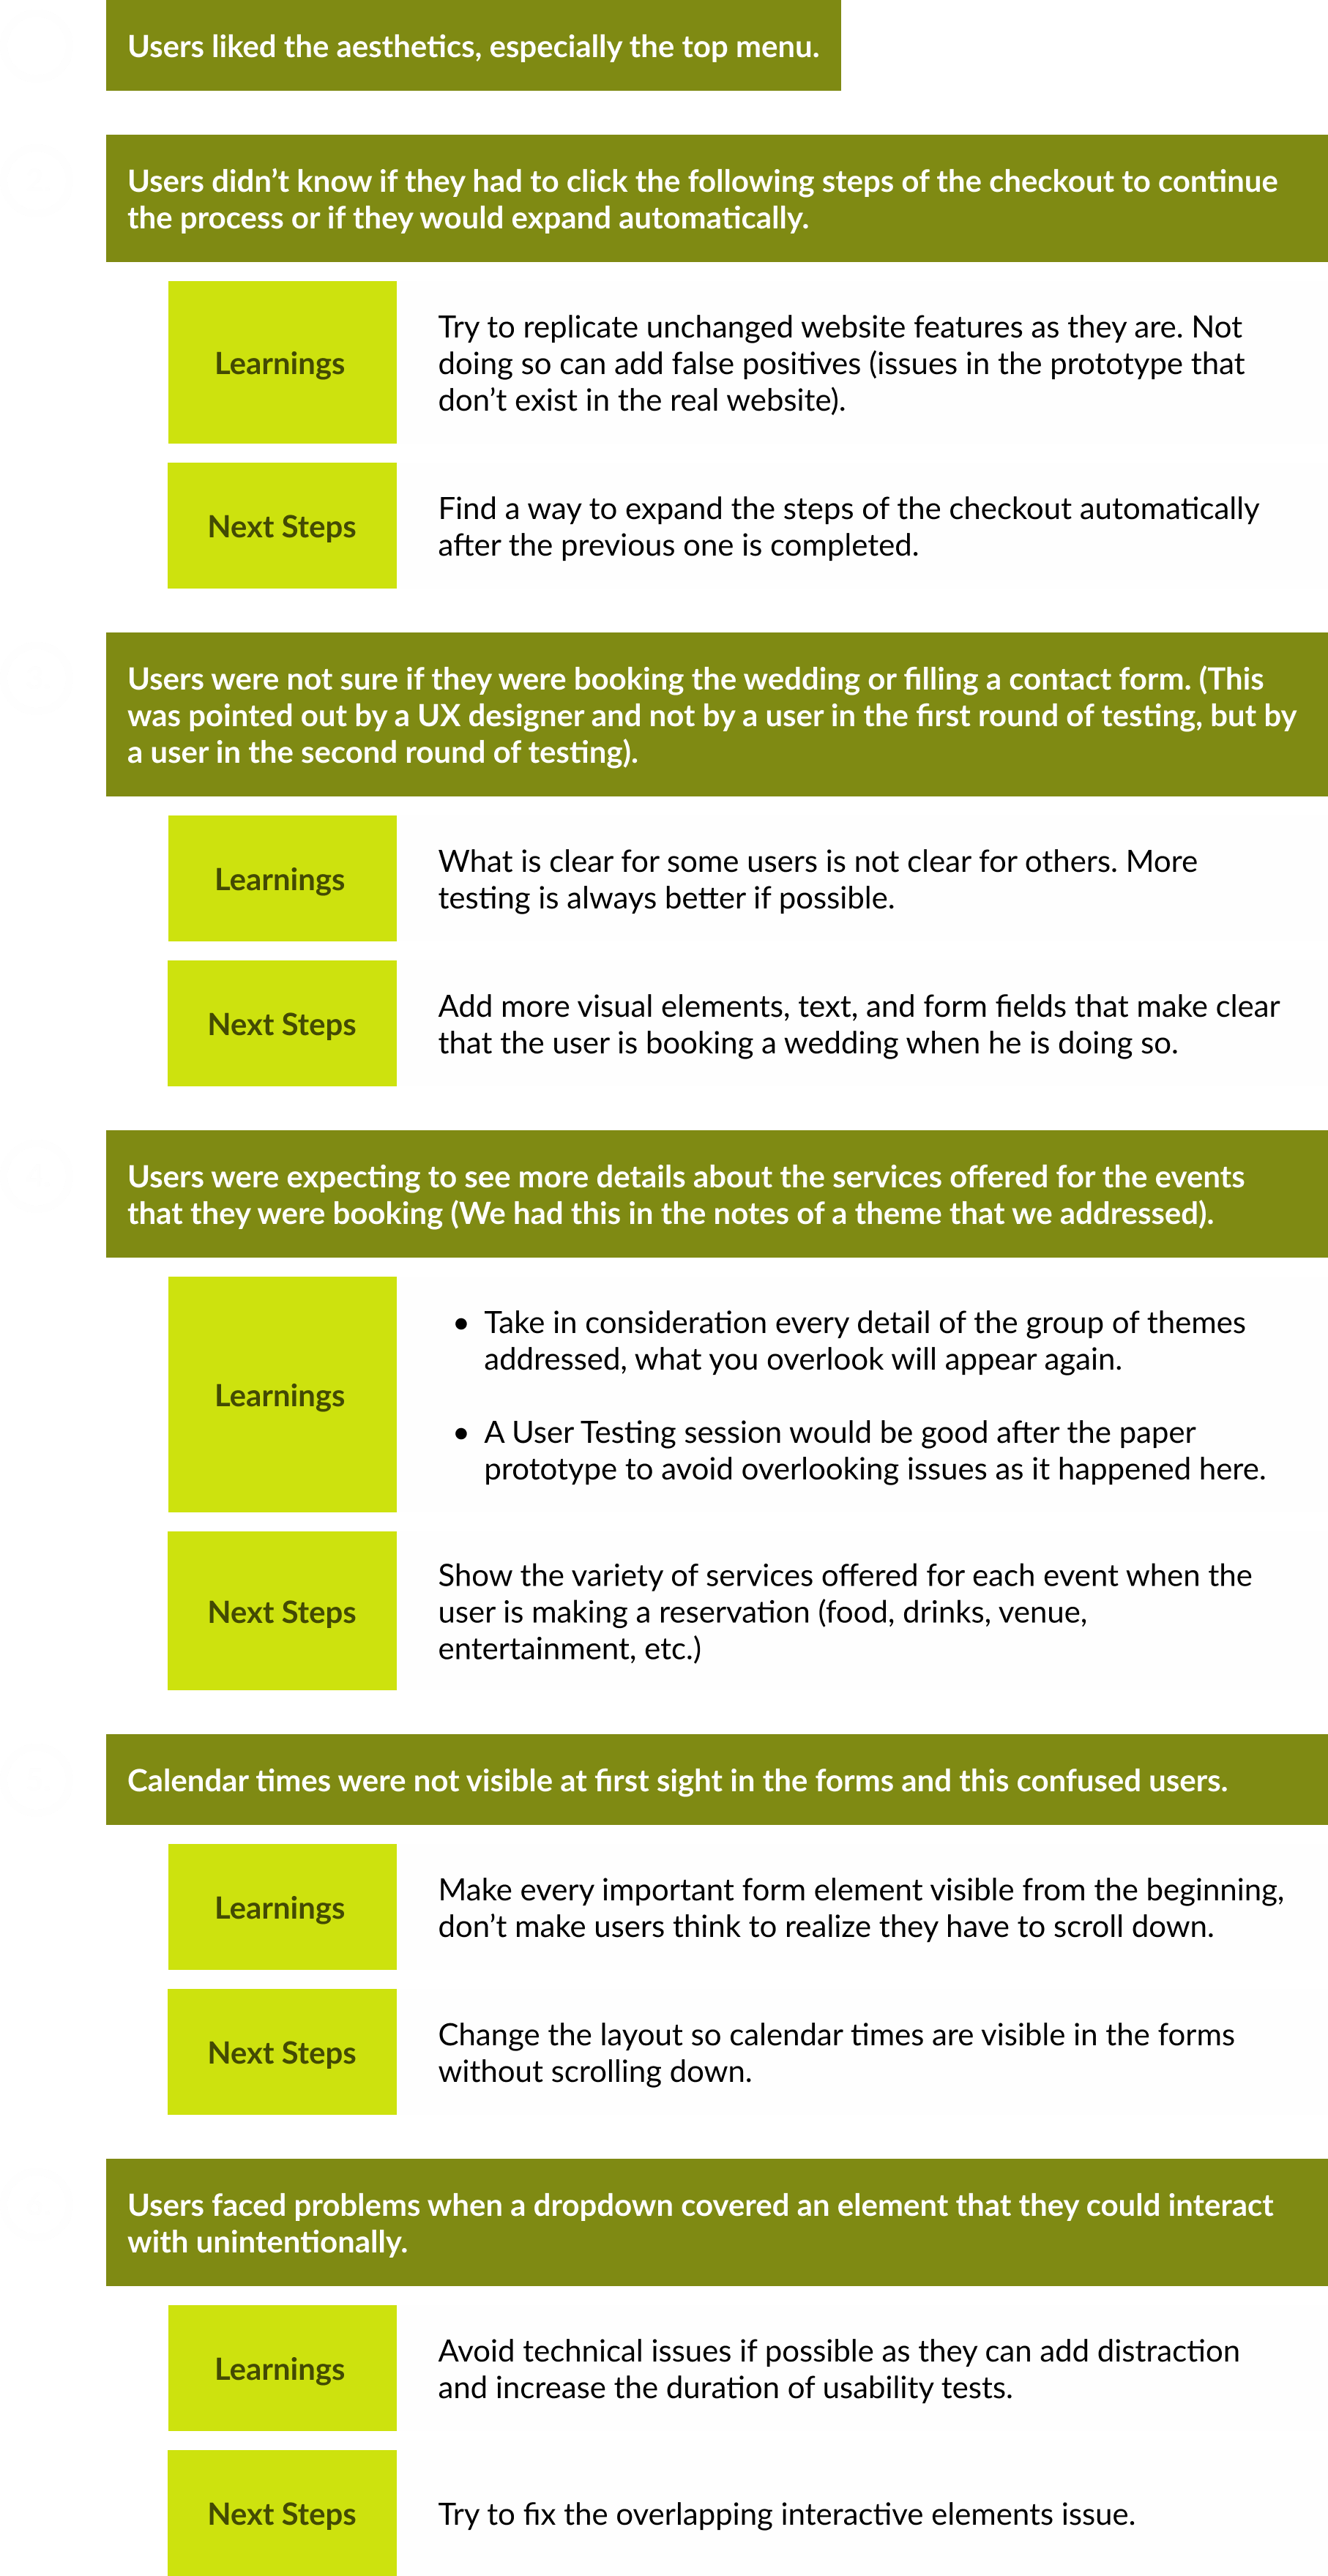 Users liked the aesthetics, especially the top menu.
Users didn’t know if they had to click the following steps of the checkout to continue
the process or if they would expand automatically.
Learnings
Try to replicate unchanged website features as they are. Not
doing so can add false positives (issues in the prototype that
don’t exist in the real website).
Next Steps
Find a way to expand the steps of the checkout automatically
after the previous one is completed.
Users were not sure if they were booking the wedding or filling a contact form. (This
was pointed out by a UX designer and not by a user in the first round of testing, but by
a user in the second round of testing).
Learnings
What is clear for some users is not clear for others. More
testing is always better if possible.
Next Steps
Add more visual elements, text, and form fields that make clear
that the user is booking a wedding when he is doing so.
Users were expecting to see more details about the services offered for the events
that they were booking (We had this in the notes of a theme that we addressed).
Learnings
• Take in consideration every detail of the group of themes
addressed, what you overlook will appear again.
• A User Testing session would be good after the paper
prototype to avoid overlooking issues as it happened here.
Next Steps
Show the variety of services offered for each event when the
user is making a reservation (food, drinks, venue,
entertainment, etc.)
Calendar times were not visible at first sight in the forms and this confused users.
Learnings
Make every important form element visible from the beginning,
don’t make users think to realize they have to scroll down.
Next Steps
Change the layout so calendar times are visible in the forms
without scrolling down.
Users faced problems when a dropdown covered an element that they could interact
with unintentionally.
Learnings
Avoid technical issues if possible as they can add distraction
and increase the duration of usability tests.
Next Steps
Try to fix the overlapping interactive elements issue.